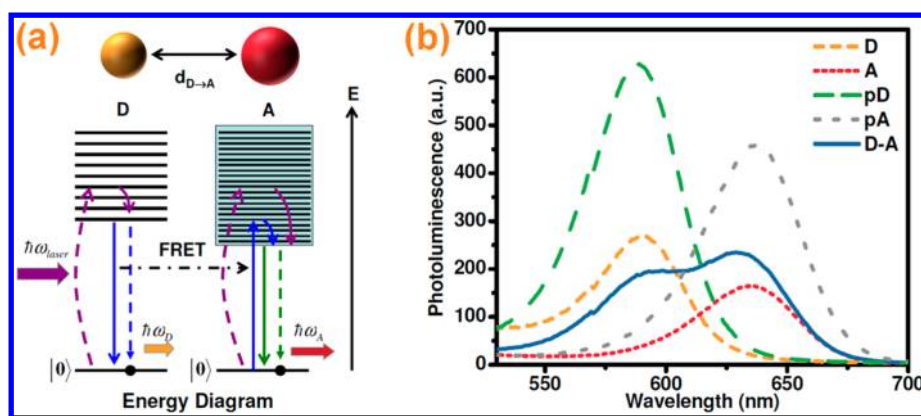 (a)
d_{D→A}
D
A
E
ħω_{laser}
FRET
ħω_D
ħω_A
|0⟩
|0⟩
Energy Diagram
(b)
Photoluminescence (a.u.)
700
600
500
400
300
200
100
0
550
600
650
700
Wavelength (nm)
D
A
pD
pA
D-A